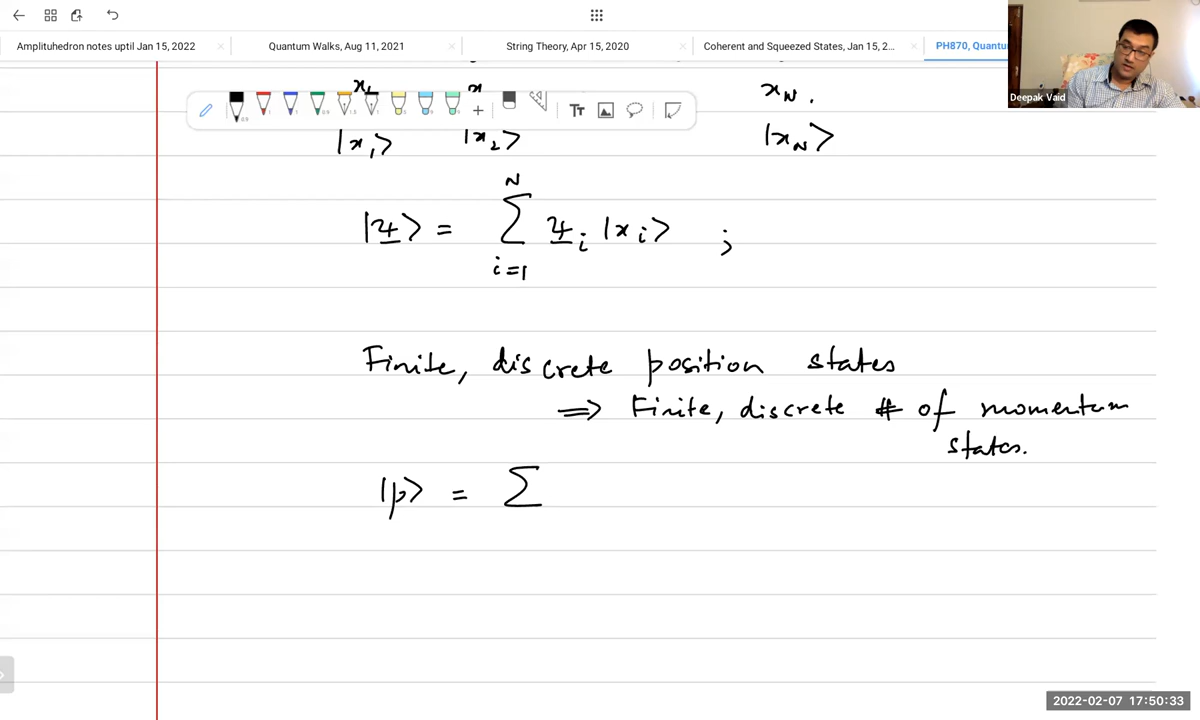 Amplituhedron notes uptil Jan 15, 2022
Quantum Walks, Aug 11, 2021
String Theory, Apr 15, 2020
Coherent and Squeezed States, Jan 15, 2...
PH870, Quantu
Deepak Vaid
x_N .
|x_1⟩ |x_2⟩ |x_N⟩
|Ψ⟩ = \sum_{i=1}^{N} Ψ_i |x_i⟩ ;
Finite, discrete position states
⇒ Finite, discrete # of momentum
states.
|p⟩ = Σ
2022-02-07 17:50:33